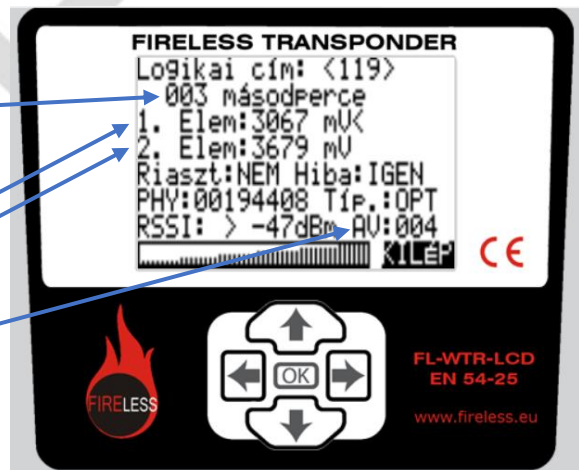 FIRELESS TRANSPONDER
Logikai cím: <119>
003 másodperce
1. Elem:3067 mV<
2. Elem:3679 mV
Riaszt:NEM Hiba:IGEN
PHY:00194408 Típ.:OPT
RSSI: > -47dBm AV:004
KILÉP
CE
OK
FIRELESS
FL-WTR-LCD
EN 54-25
www.fireless.eu